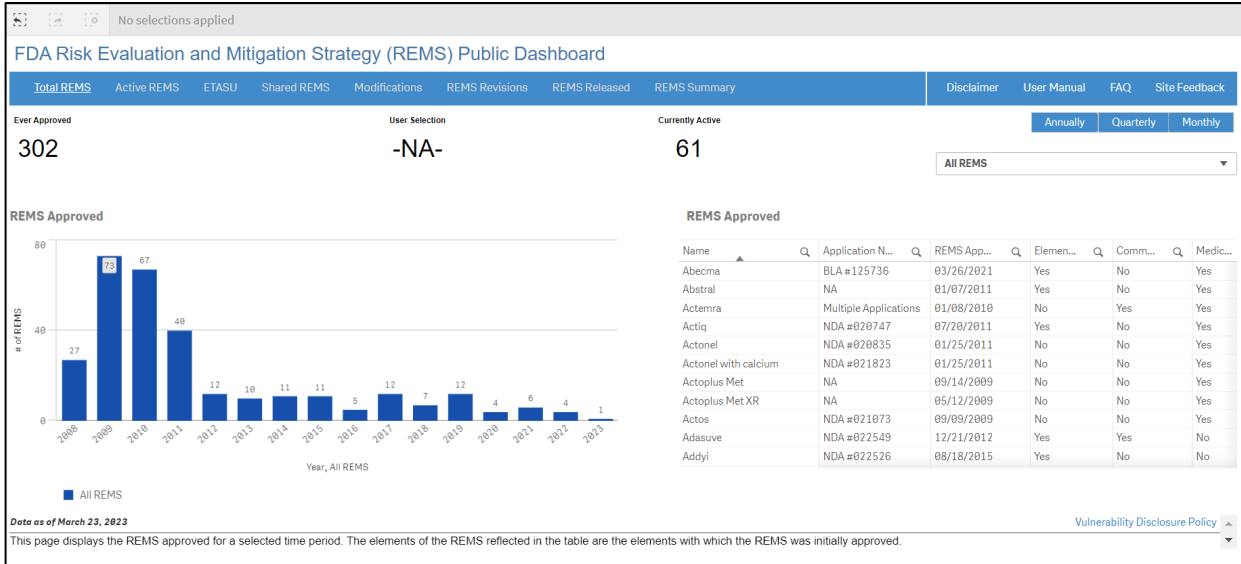 No selections applied
FDA Risk Evaluation and Mitigation Strategy (REMS) Public Dashboard
Total REMS Active REMS ETASU Shared REMS Modifications REMS Revisions REMS Released REMS Summary Disclaimer User Manual FAQ Site Feedback
Ever Approved User Selection Currently Active Annually Quarterly Monthly
302 -NA- 61
All REMS
REMS Approved
80
73
67
40
40
# of REMS
27
12 10 11 11 5 12 7 12 4 6 4 1
0
2008 2009 2010 2011 2012 2013 2014 2015 2016 2017 2018 2019 2020 2021 2022 2023
Year, All REMS
All REMS
REMS Approved
Name Application N... REMS App... Elemen... Comm... Medic...
Abecma BLA #125736 03/26/2021 Yes No Yes
Abstral NA 01/07/2011 Yes No Yes
Actemra Multiple Applications 01/08/2010 No Yes Yes
Actiq NDA #020747 07/20/2011 Yes No Yes
Actonel NDA #020835 01/25/2011 No No Yes
Actonel with calcium NDA #021823 01/25/2011 No No Yes
Actoplus Met NA 09/14/2009 No No Yes
Actoplus Met XR NA 05/12/2009 No No Yes
Actos NDA #021073 09/09/2009 No No Yes
Adasuve NDA #022549 12/21/2012 Yes Yes No
Addyi NDA #022526 08/18/2015 Yes No No
Data as of March 23, 2023 Vulnerability Disclosure Policy
This page displays the REMS approved for a selected time period. The elements of the REMS reflected in the table are the elements with which the REMS was initially approved.